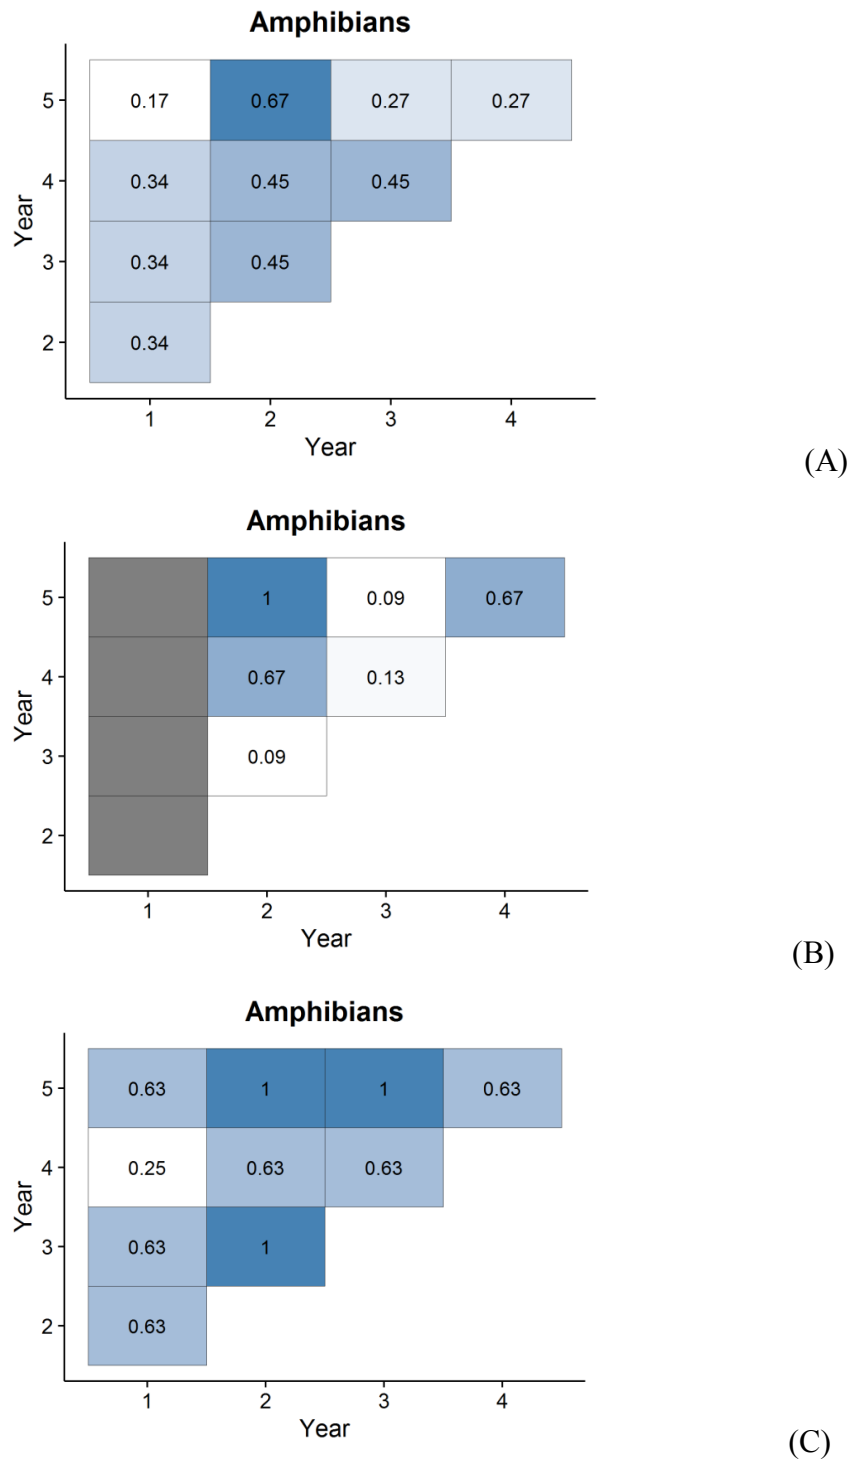 Amphibians
5 0.17 0.67 0.27 0.27
4 0.34 0.45 0.45
3 0.34 0.45
2 0.34
Year
1 2 3 4
Year
(A)
Amphibians
5 1 0.09 0.67
4 0.67 0.13
3 0.09
2
Year
1 2 3 4
Year
(B)
Amphibians
5 0.63 1 1 0.63
4 0.25 0.63 0.63
3 0.63 1
2 0.63
Year
1 2 3 4
Year
(C)